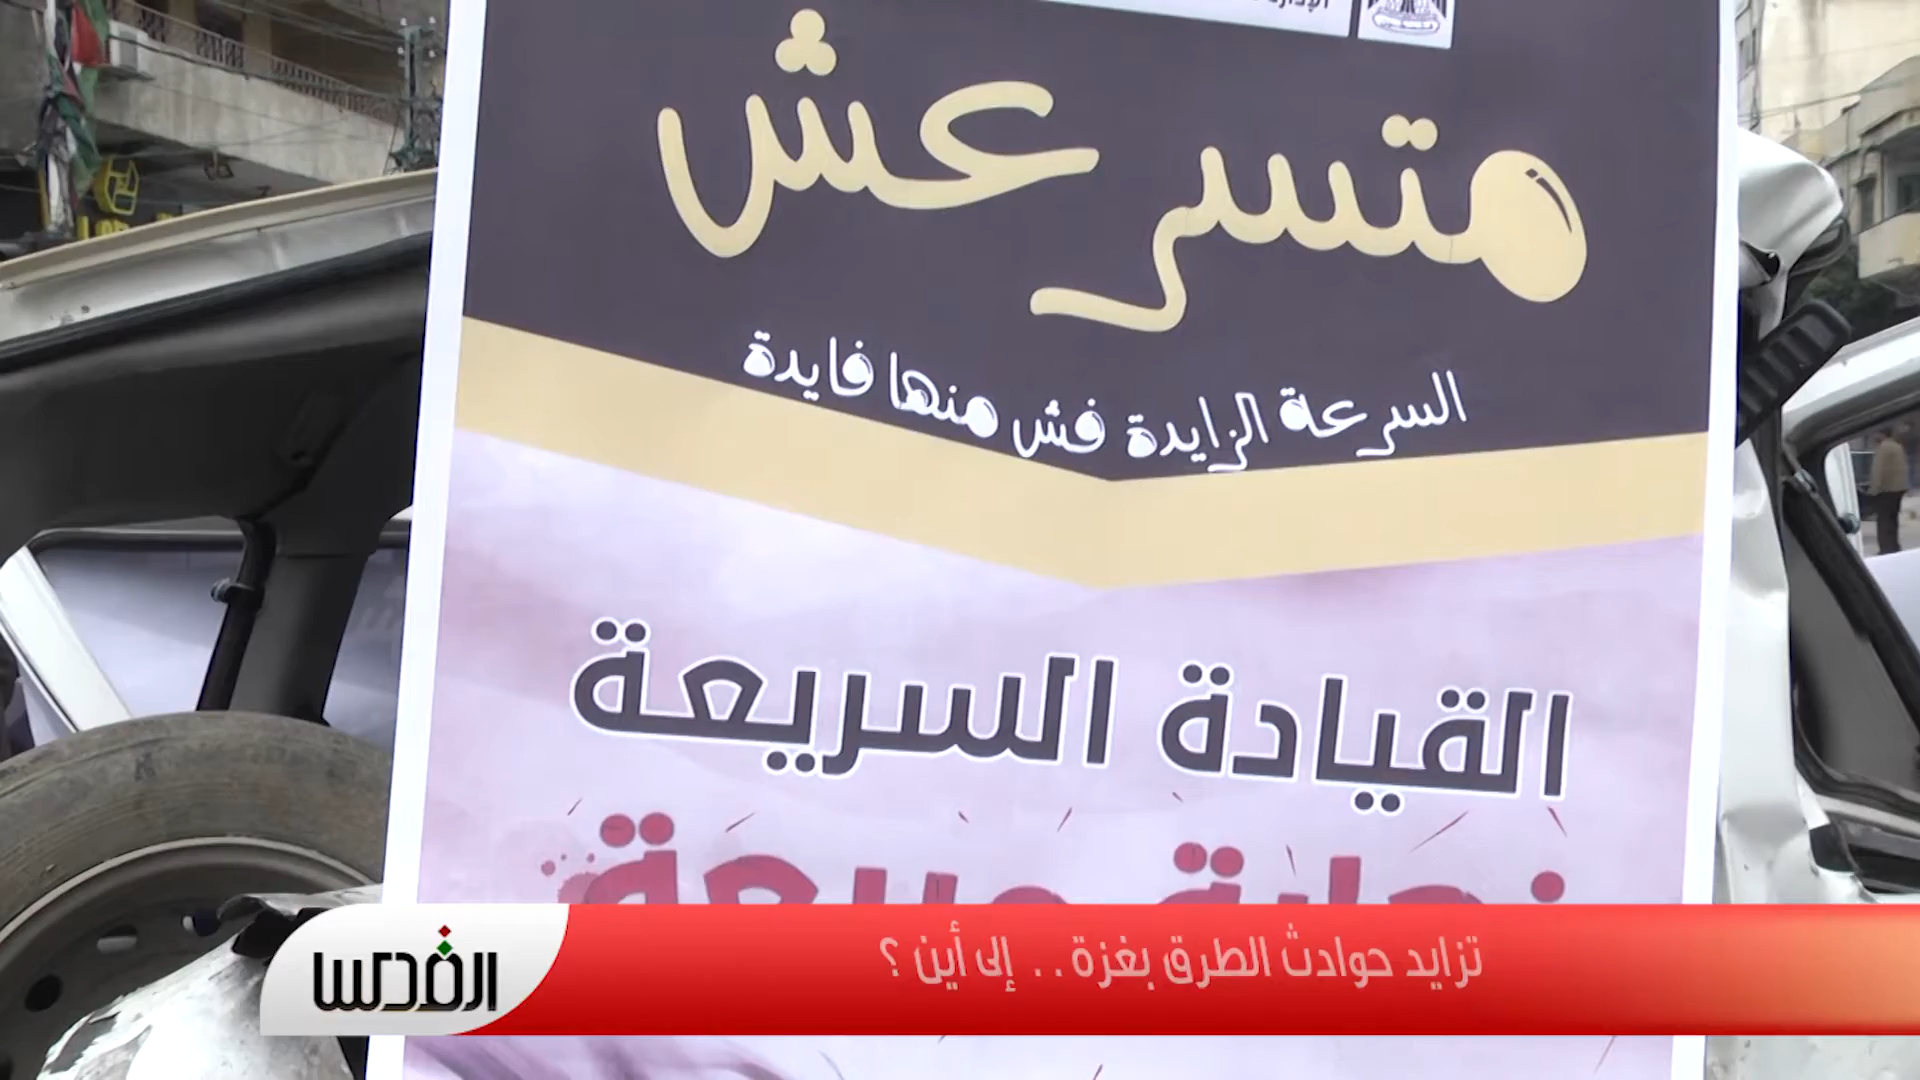 متسرعش
السرعة الزايدة فش منها فايدة
القيادة السريعة
تزايد حوادث الطرق بغزة .. إلى أين ؟
القدس